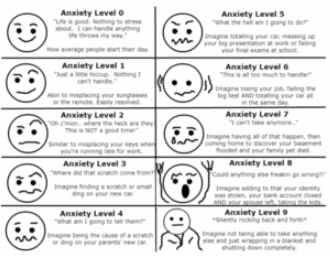 Anxiety Level 0
"Life is good. Nothing to stress
about. I can handle anything
life throws my way."
How average people start their day.
Anxiety Level 1
"Just a little hiccup. Nothing I
can't handle."
Akin to misplacing your sunglasses
or the remote. Easily resolved.
Anxiety Level 2
"Oh c'mon.. where the heck are they?
This is NOT a good time!"
Similar to misplacing your keys when
you're running late for work.
Anxiety Level 3
"Where did that scratch come from?"
Imagine finding a scratch or small
ding on your new car.
Anxiety Level 4
"What am I going to tell them?"
Imagine being the cause of a scratch
or ding on your parents' new car.
Anxiety Level 5
"What the hell am I going to do?"
Imagine totalling your car, messing up
your big presentation at work or failing
your final exams at school.
Anxiety Level 6
"This is all too much to handle!"
Imagine losing your job, failing the
big test AND totalling your car all
in the same day.
Anxiety Level 7
"I can't take anymore.."
Imagine having all of that happen, then
coming home to discover your basement
flooded and your family pet died.
Anxiety Level 8
"Could anything else freakin go wrong!!"
Imagine adding to that your identity
was stolen, your bank account closed
AND your spouse left, taking the kids.
Anxiety Level 9
*Silently rocking back and forth*
Imagine not being able to take anything
else and just wrapping in a blanket and
shutting down completely.